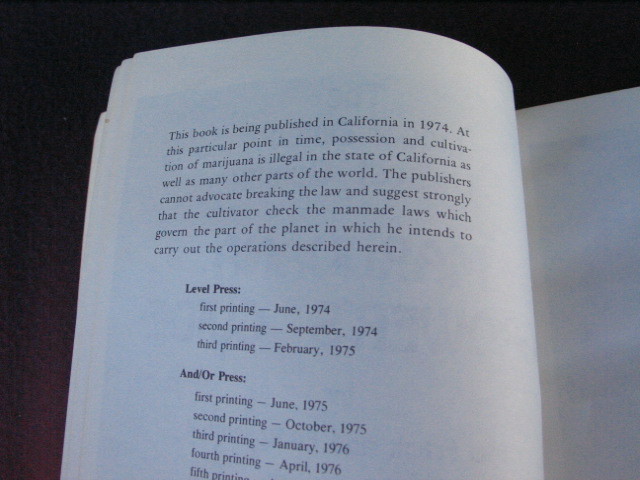 This book is being published in California in 1974. At
this particular point in time, possession and cultiva-
tion of marijuana is illegal in the state of California as
well as many other parts of the world. The publishers
cannot advocate breaking the law and suggest strongly
that the cultivator check the manmade laws which
govern the part of the planet in which he intends to
carry out the operations described herein.
Level Press:
first printing — June, 1974
second printing — September, 1974
third printing — February, 1975
And/Or Press:
first printing — June, 1975
second printing — October, 1975
third printing — January, 1976
fourth printing — April, 1976
fifth printing